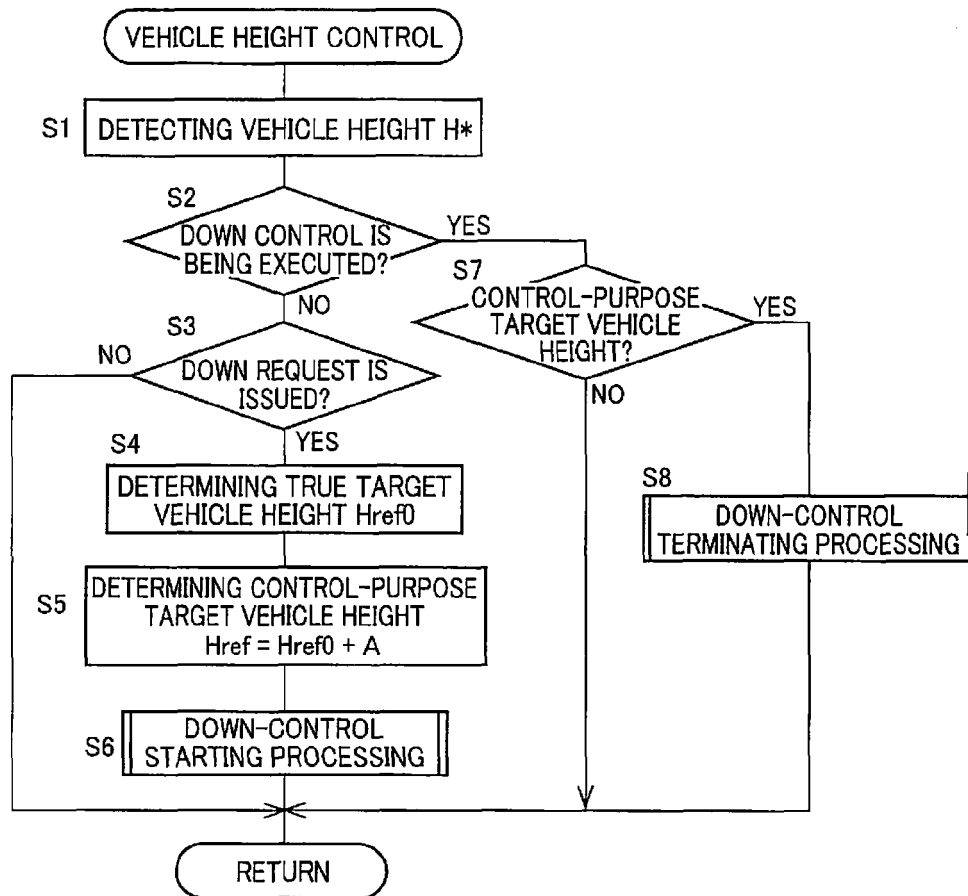 VEHICLE HEIGHT CONTROL
S1
DETECTING VEHICLE HEIGHT H*
S2
DOWN CONTROL IS
BEING EXECUTED?
YES
NO
S3
DOWN REQUEST IS
ISSUED?
NO
YES
S4
DETERMINING TRUE TARGET
VEHICLE HEIGHT Href0
S5
DETERMINING CONTROL-PURPOSE
TARGET VEHICLE HEIGHT
Href = Href0 + A
S6
DOWN-CONTROL
STARTING PROCESSING
S7
CONTROL-PURPOSE
TARGET VEHICLE
HEIGHT?
YES
NO
S8
DOWN-CONTROL
TERMINATING PROCESSING
RETURN